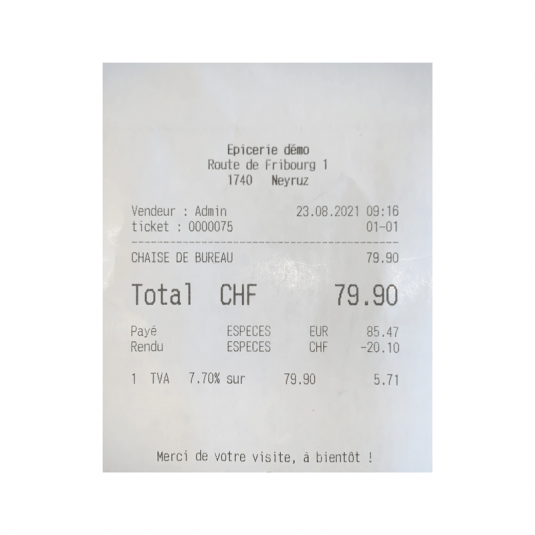 Epicerie démo
Route de Fribourg 1
1740 Neyruz
Vendeur : Admin 23.08.2021 09:16
ticket : 0000075 01-01
CHAISE DE BUREAU 79.90
Total CHF 79.90
Payé ESPECES EUR 85.47
Rendu ESPECES CHF -20.10
1 TVA 7.70% sur 79.90 5.71
Merci de votre visite, à bientôt !